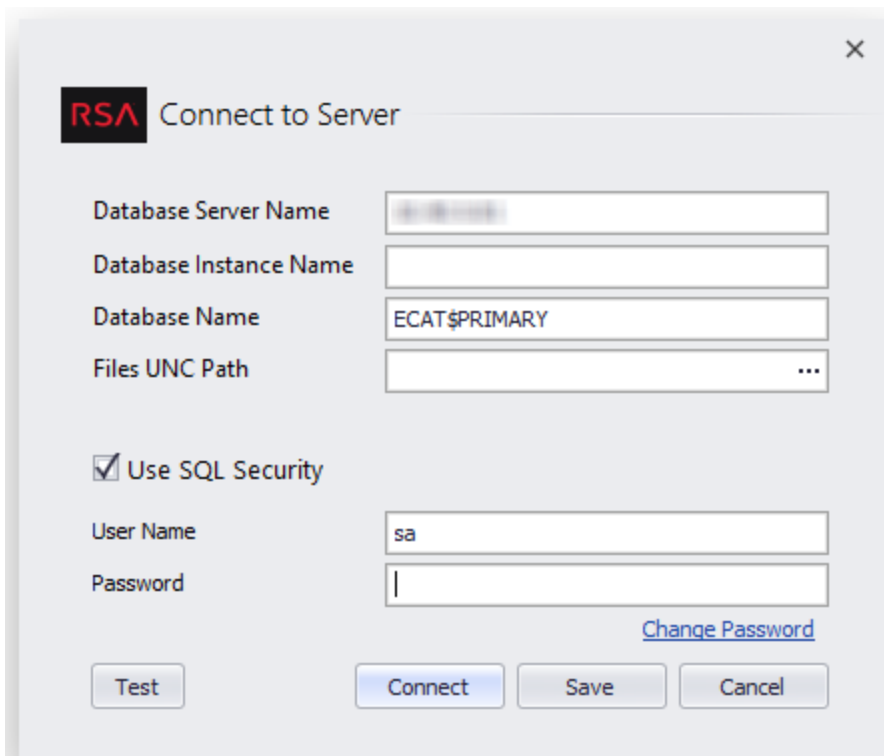 RSA Connect to Server
Database Server Name
Database Instance Name
Database Name ECAT$PRIMARY
Files UNC Path ...
Use SQL Security
User Name sa
Password
Change Password
Test Connect Save Cancel